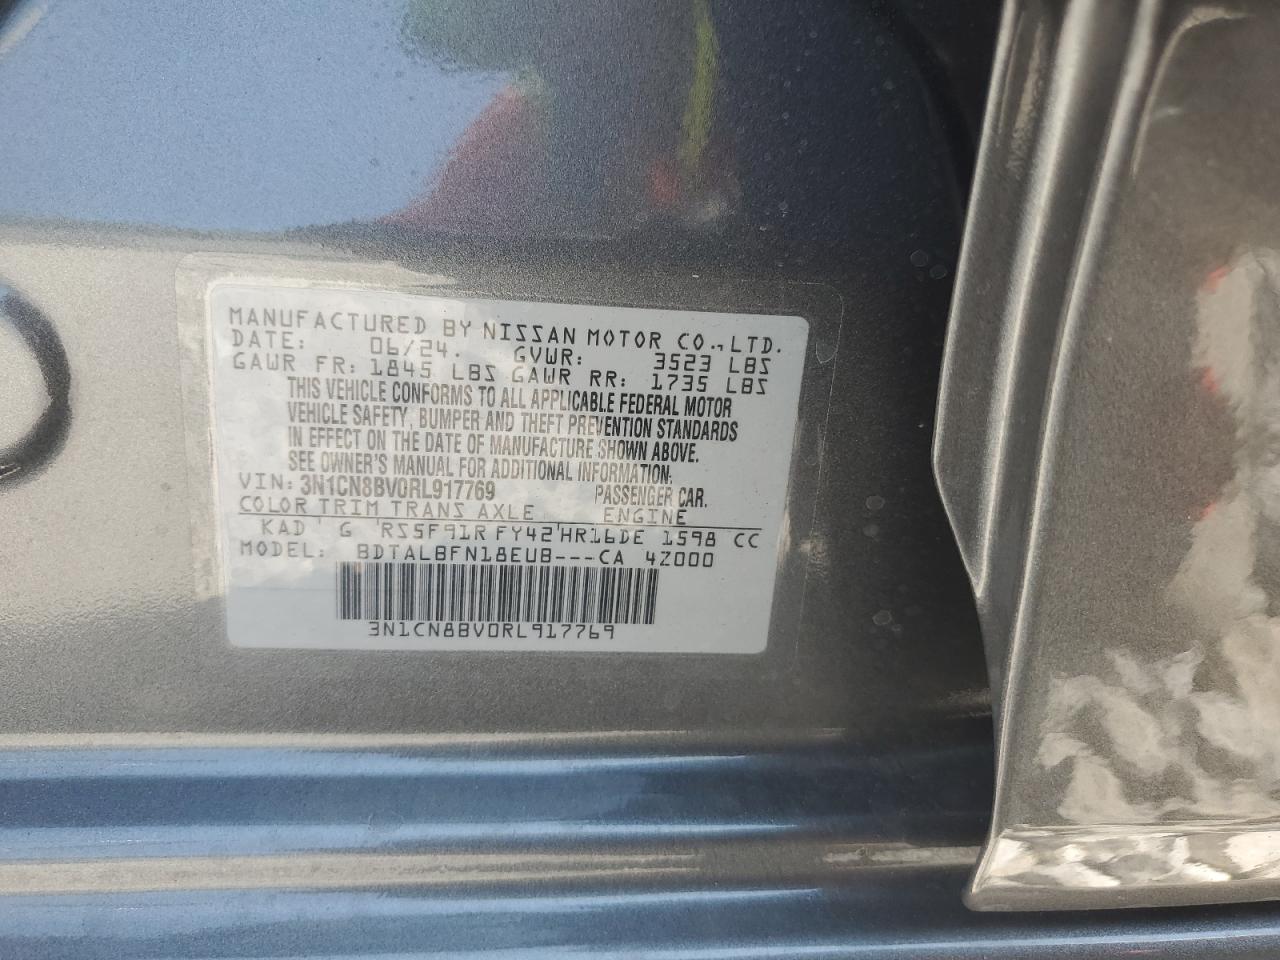 MANUFACTURED BY NISSAN MOTOR CO.,LTD.
DATE: 06/24. GVWR: 3523 LBS
GAWR FR: 1845 LBS GAWR RR: 1735 LBS
THIS VEHICLE CONFORMS TO ALL APPLICABLE FEDERAL MOTOR
VEHICLE SAFETY, BUMPER AND THEFT PREVENTION STANDARDS
IN EFFECT ON THE DATE OF MANUFACTURE SHOWN ABOVE.
SEE OWNER'S MANUAL FOR ADDITIONAL INFORMATION:
VIN: 3N1CN8BV0RL917769 PASSENGER CAR.
COLOR TRIM TRANS AXLE ENGINE
KAD ' G 'RS5F91R FY42'HR16DE 1598 CC
MODEL: BDTALBFN18EUB---CA 4Z000
3N1CN8BV0RL917769